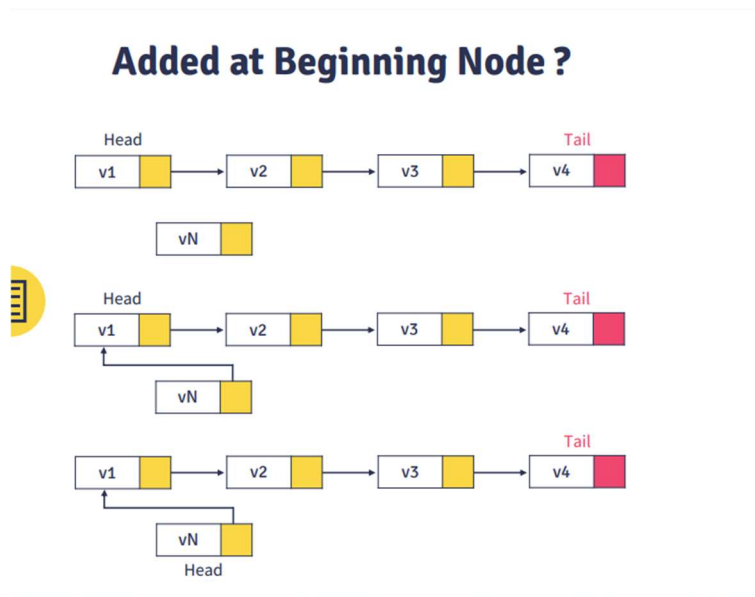 Added at Beginning Node ?
Head Tail
v1 v2 v3 v4
vN
Head Tail
v1 v2 v3 v4
vN
Tail
v1 v2 v3 v4
vN
Head